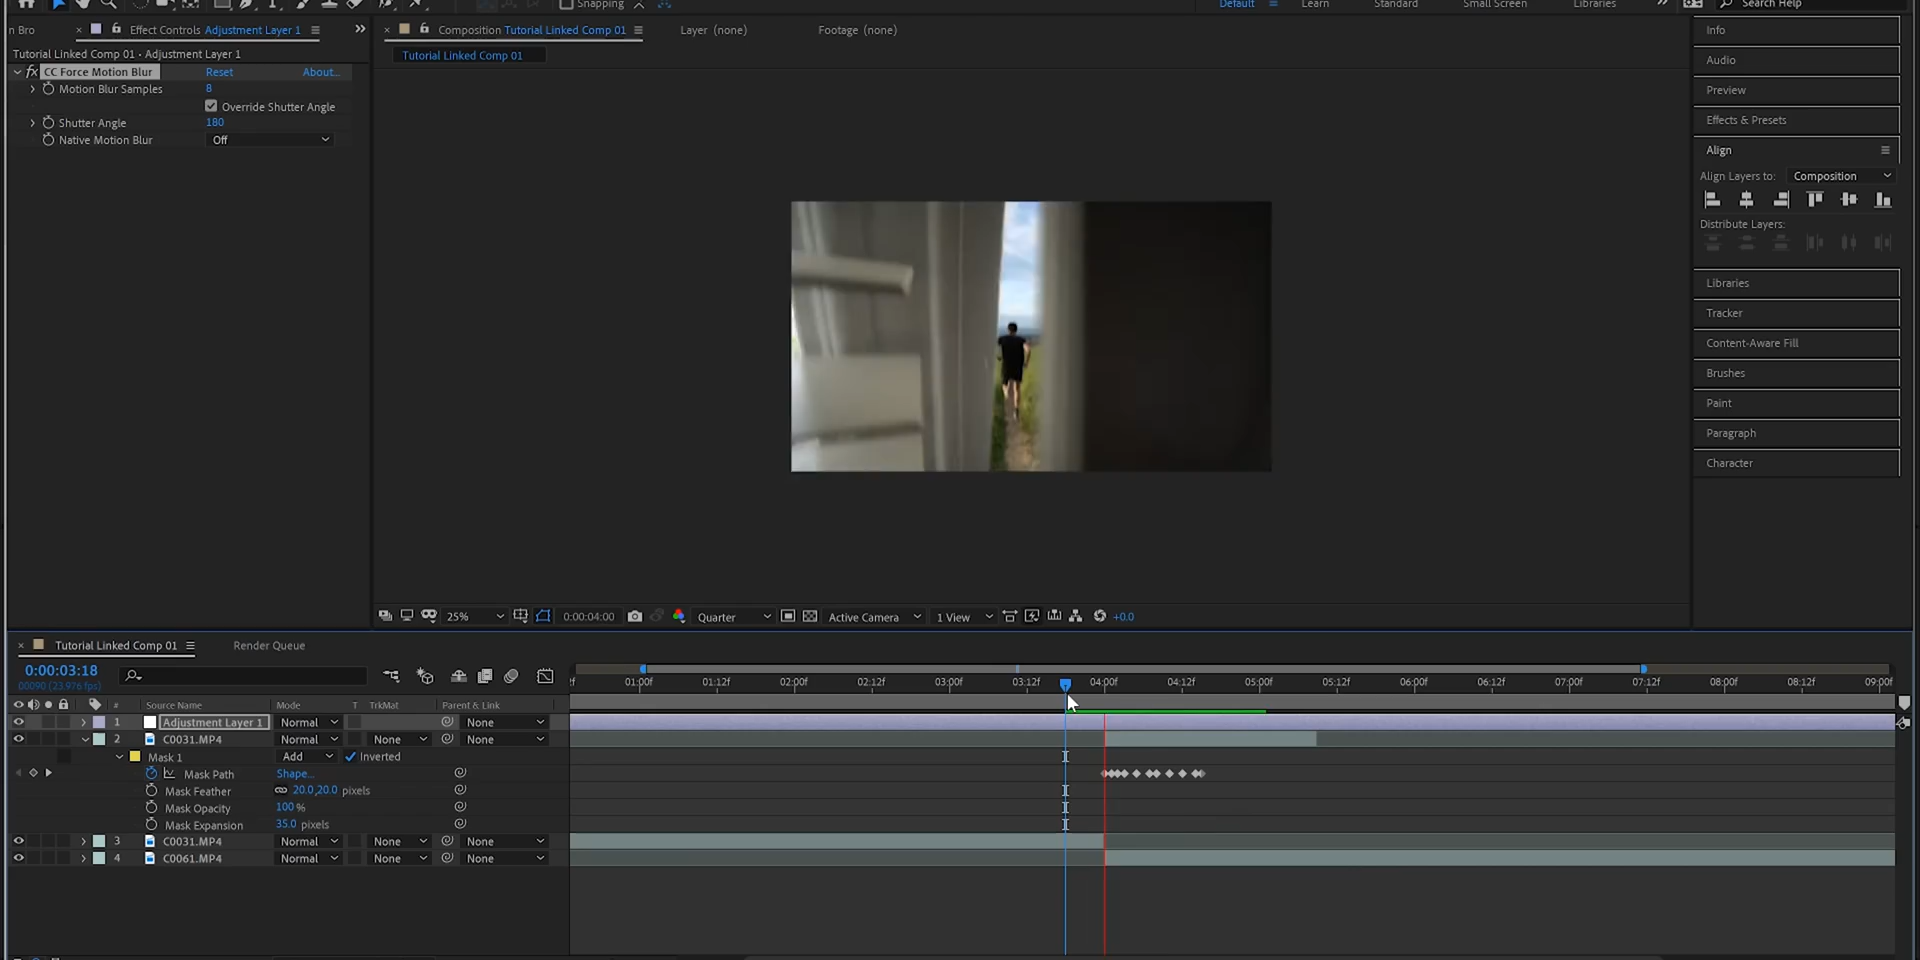 Snapping
Default
Learn
Standard
Small Screen
Libraries
Search Help
n Bro
Effect Controls Adjustment Layer 1
Tutorial Linked Comp 01 • Adjustment Layer 1
fx CC Force Motion Blur
Reset
About...
Motion Blur Samples
8
Override Shutter Angle
Shutter Angle
180
Native Motion Blur
Off
Composition Tutorial Linked Comp 01
Layer (none)
Footage (none)
Tutorial Linked Comp 01
Info
Audio
Preview
Effects & Presets
Align
Align Layers to:
Composition
Distribute Layers:
Libraries
Tracker
Content-Aware Fill
Brushes
Paint
Paragraph
Character
25%
0:00:04:00
Quarter
Active Camera
1 View
+0.0
Tutorial Linked Comp 01
Render Queue
0:00:03:18
00090 (23.976 fps)
01:00f 01:12f 02:00f 02:12f 03:00f 03:12f 04:00f 04:12f 05:00f 05:12f 06:00f 06:12f 07:00f 07:12f 08:00f 08:12f 09:00f
# Source Name Mode T TrkMat Parent & Link
1 Adjustment Layer 1 Normal None
2 C0031.MP4 Normal None None
Mask 1 Add Inverted
Mask Path Shape...
Mask Feather 20.0,20.0 pixels
Mask Opacity 100 %
Mask Expansion 35.0 pixels
3 C0031.MP4 Normal None None
4 C0061.MP4 Normal None None